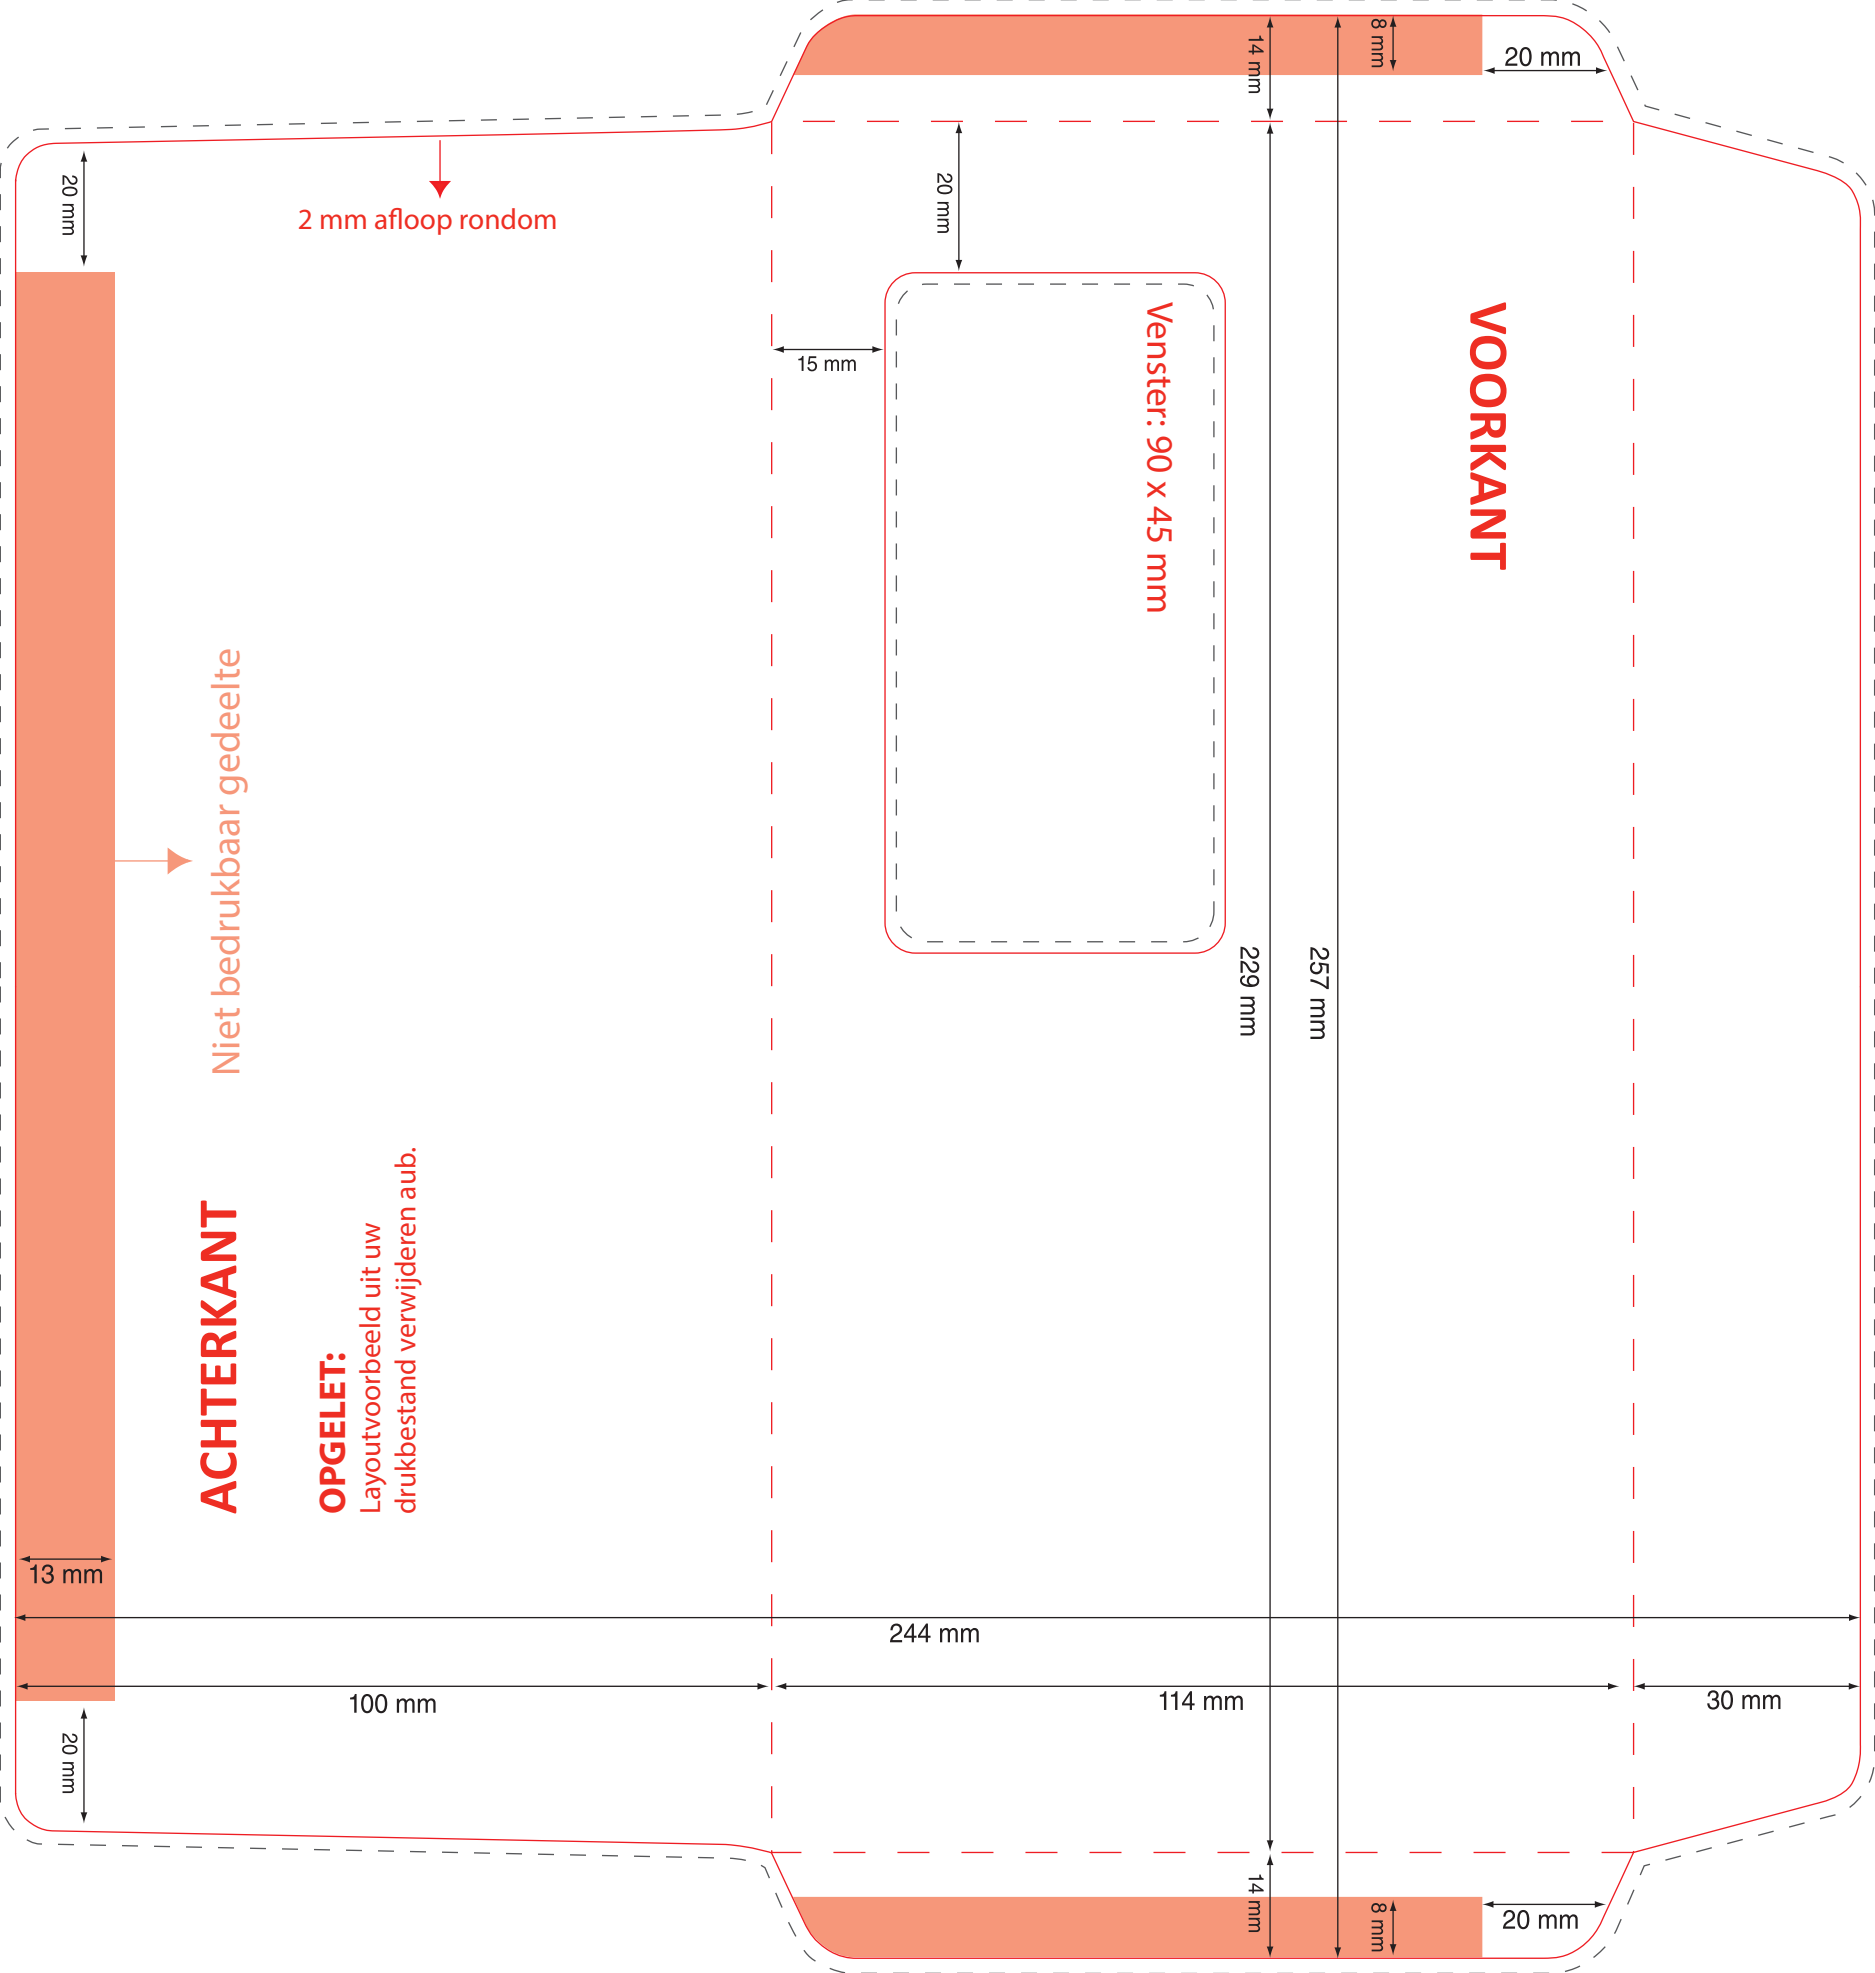 8 mm
14 mm
20 mm
20 mm
20 mm
2 mm afloop rondom
15 mm
Venster: 90 x 45 mm
VOORKANT
Niet bedrukbaar gedeelte
229 mm
257 mm
ACHTERKANT
OPGELET:
Layoutvoorbeeld uit uw
drukbestand verwijderen aub.
13 mm
244 mm
100 mm
114 mm
30 mm
20 mm
14 mm
8 mm
20 mm